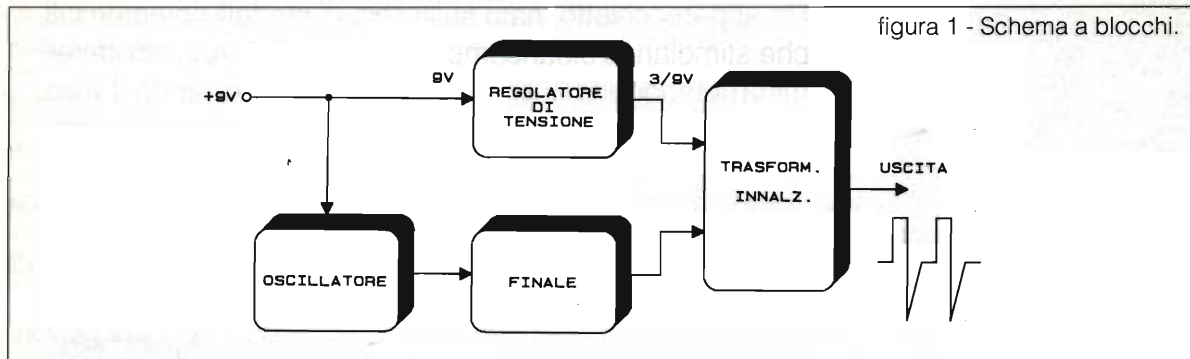 figura 1 - Schema a blocchi.
+9V
9V
REGOLATORE
DI
TENSIONE
3/9V
TRASFORM.
INNALZ.
USCITA
OSCILLATORE
FINALE